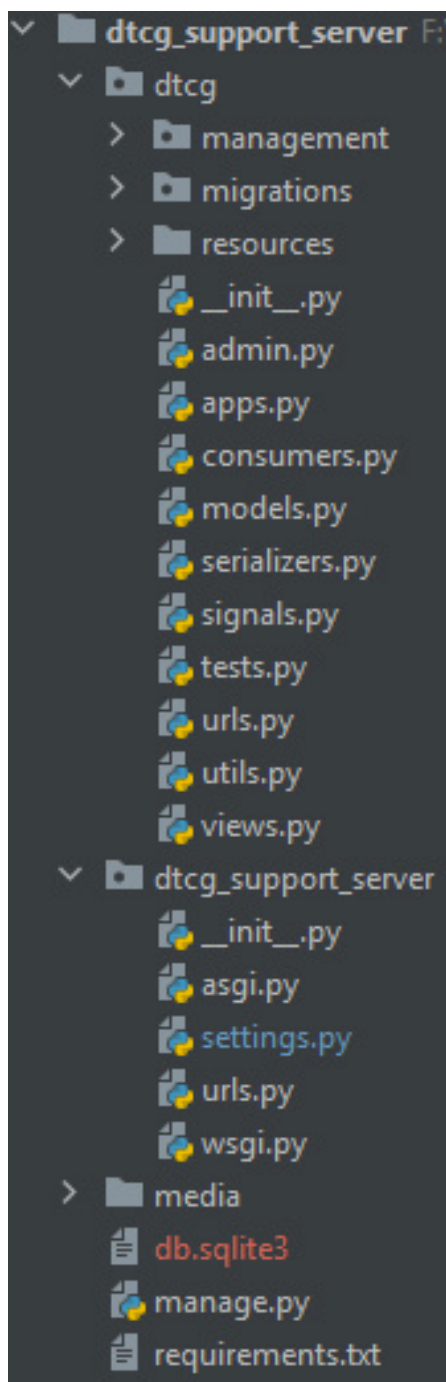 dtcg_support_server F:
dtcg
management
migrations
resources
__init__.py
admin.py
apps.py
consumers.py
models.py
serializers.py
signals.py
tests.py
urls.py
utils.py
views.py
dtcg_support_server
__init__.py
asgi.py
settings.py
urls.py
wsgi.py
media
db.sqlite3
manage.py
requirements.txt